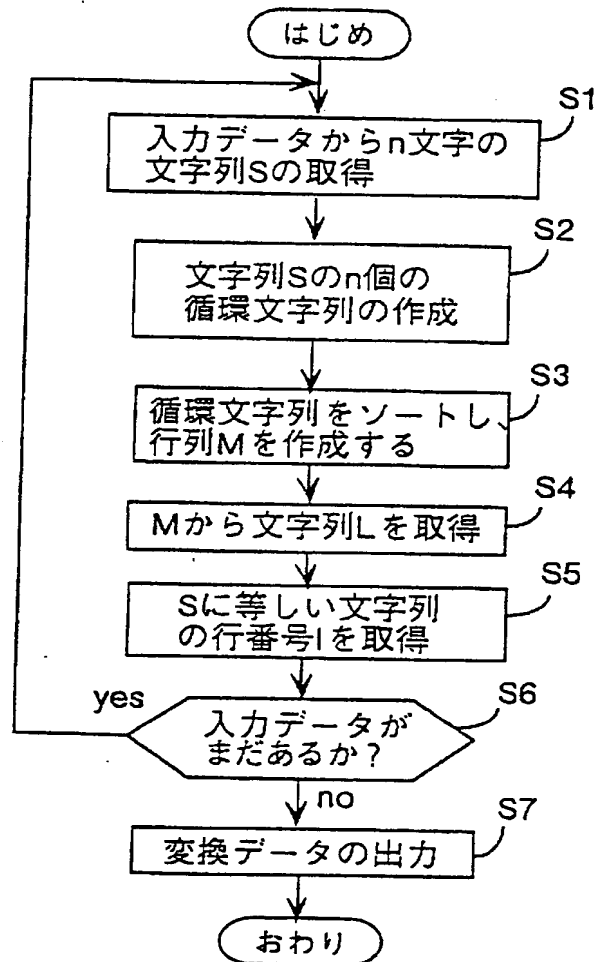 はじめ
S1
入力データからn文字の
文字列Sの取得
S2
文字列Sのn個の
循環文字列の作成
S3
循環文字列をソートし、
行列Mを作成する
S4
Mから文字列Lを取得
S5
Sに等しい文字列
の行番号Iを取得
yes
S6
入力データが
まだあるか？
no
S7
変換データの出力
おわり